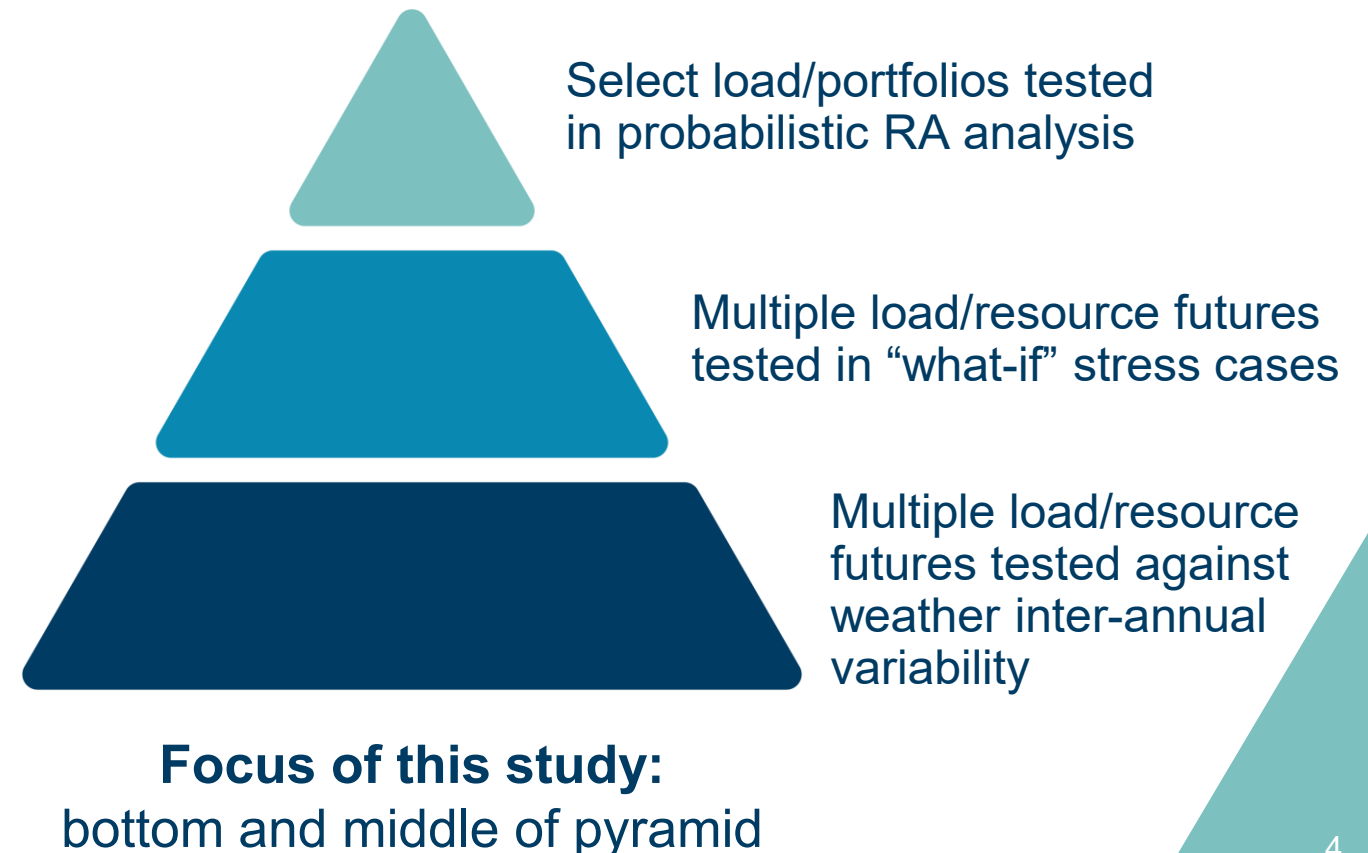 Select load/portfolios tested
in probabilistic RA analysis
Multiple load/resource futures
tested in “what-if” stress cases
Multiple load/resource
futures tested against
weather inter-annual
variability
Focus of this study:
bottom and middle of pyramid
4